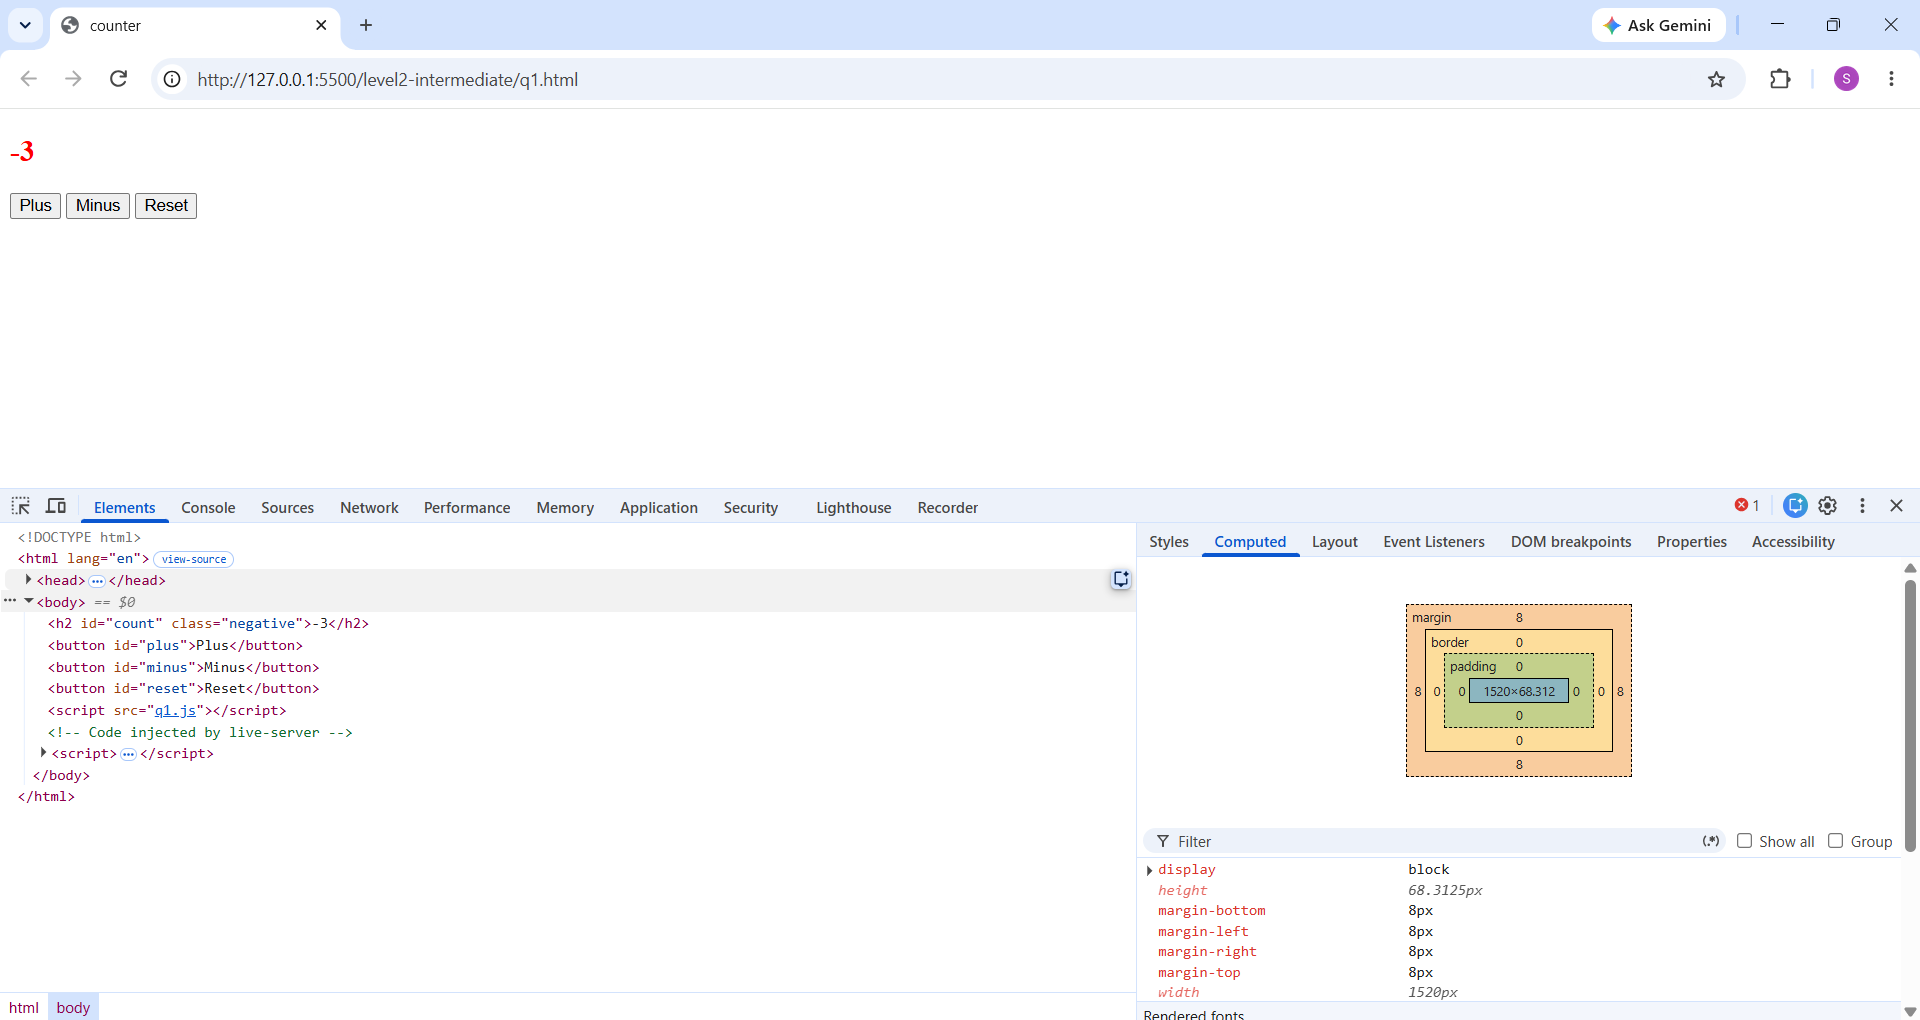 counter
Ask Gemini
http://127.0.0.1:5500/level2-intermediate/q1.html
S
-3
Plus Minus Reset
Elements Console Sources Network Performance Memory Application Security Lighthouse Recorder
1
<!DOCTYPE html>
<html lang="en"> view-source
<head> ··· </head>
··· <body> == $0
<h2 id="count" class="negative">-3</h2>
<button id="plus">Plus</button>
<button id="minus">Minus</button>
<button id="reset">Reset</button>
<script src="q1.js"></script>
<!-- Code injected by live-server -->
<script> ··· </script>
</body>
</html>
html body
Styles Computed Layout Event Listeners DOM breakpoints Properties Accessibility
margin 8
border 0
padding 0
8 0 0 1520×68.312 0 0 8
0
0
8
Filter (.*) Show all Group
display block
height 68.3125px
margin-bottom 8px
margin-left 8px
margin-right 8px
margin-top 8px
width 1520px
Rendered fonts